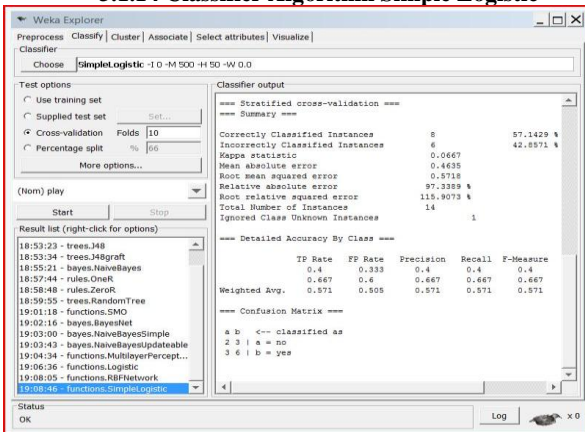 Weka Explorer
Preprocess Classify Cluster Associate Select attributes Visualize
Classifier
Choose SimpleLogistic -I 0 -M 500 -H 50 -W 0.0
Test options
Use training set
Supplied test set Set...
Cross-validation Folds 10
Percentage split % 66
More options...
(Nom) play
Start Stop
Result list (right-click for options)
18:53:23 - trees.J48
18:53:34 - trees.J48graft
18:55:21 - bayes.NaiveBayes
18:57:44 - rules.OneR
18:58:48 - rules.ZeroR
18:59:55 - trees.RandomTree
19:01:18 - functions.SMO
19:02:16 - bayes.BayesNet
19:03:00 - bayes.NaiveBayesSimple
19:03:43 - bayes.NaiveBayesUpdateable
19:04:34 - functions.MultilayerPercept...
19:06:36 - functions.Logistic
19:08:05 - functions.RBFNetwork
19:08:46 - functions.SimpleLogistic
Classifier output
=== Stratified cross-validation ===
=== Summary ===
Correctly Classified Instances 8 57.1429 %
Incorrectly Classified Instances 6 42.8571 %
Kappa statistic 0.0667
Mean absolute error 0.4635
Root mean squared error 0.5718
Relative absolute error 97.3389 %
Root relative squared error 115.9073 %
Total Number of Instances 14
Ignored Class Unknown Instances 1
=== Detailed Accuracy By Class ===
TP Rate FP Rate Precision Recall F-Measure
0.4 0.333 0.4 0.4 0.4
0.667 0.6 0.667 0.667 0.667
Weighted Avg. 0.571 0.505 0.571 0.571 0.571
=== Confusion Matrix ===
a b <-- classified as
2 3 | a = no
3 6 | b = yes
Status
OK
Log
x 0